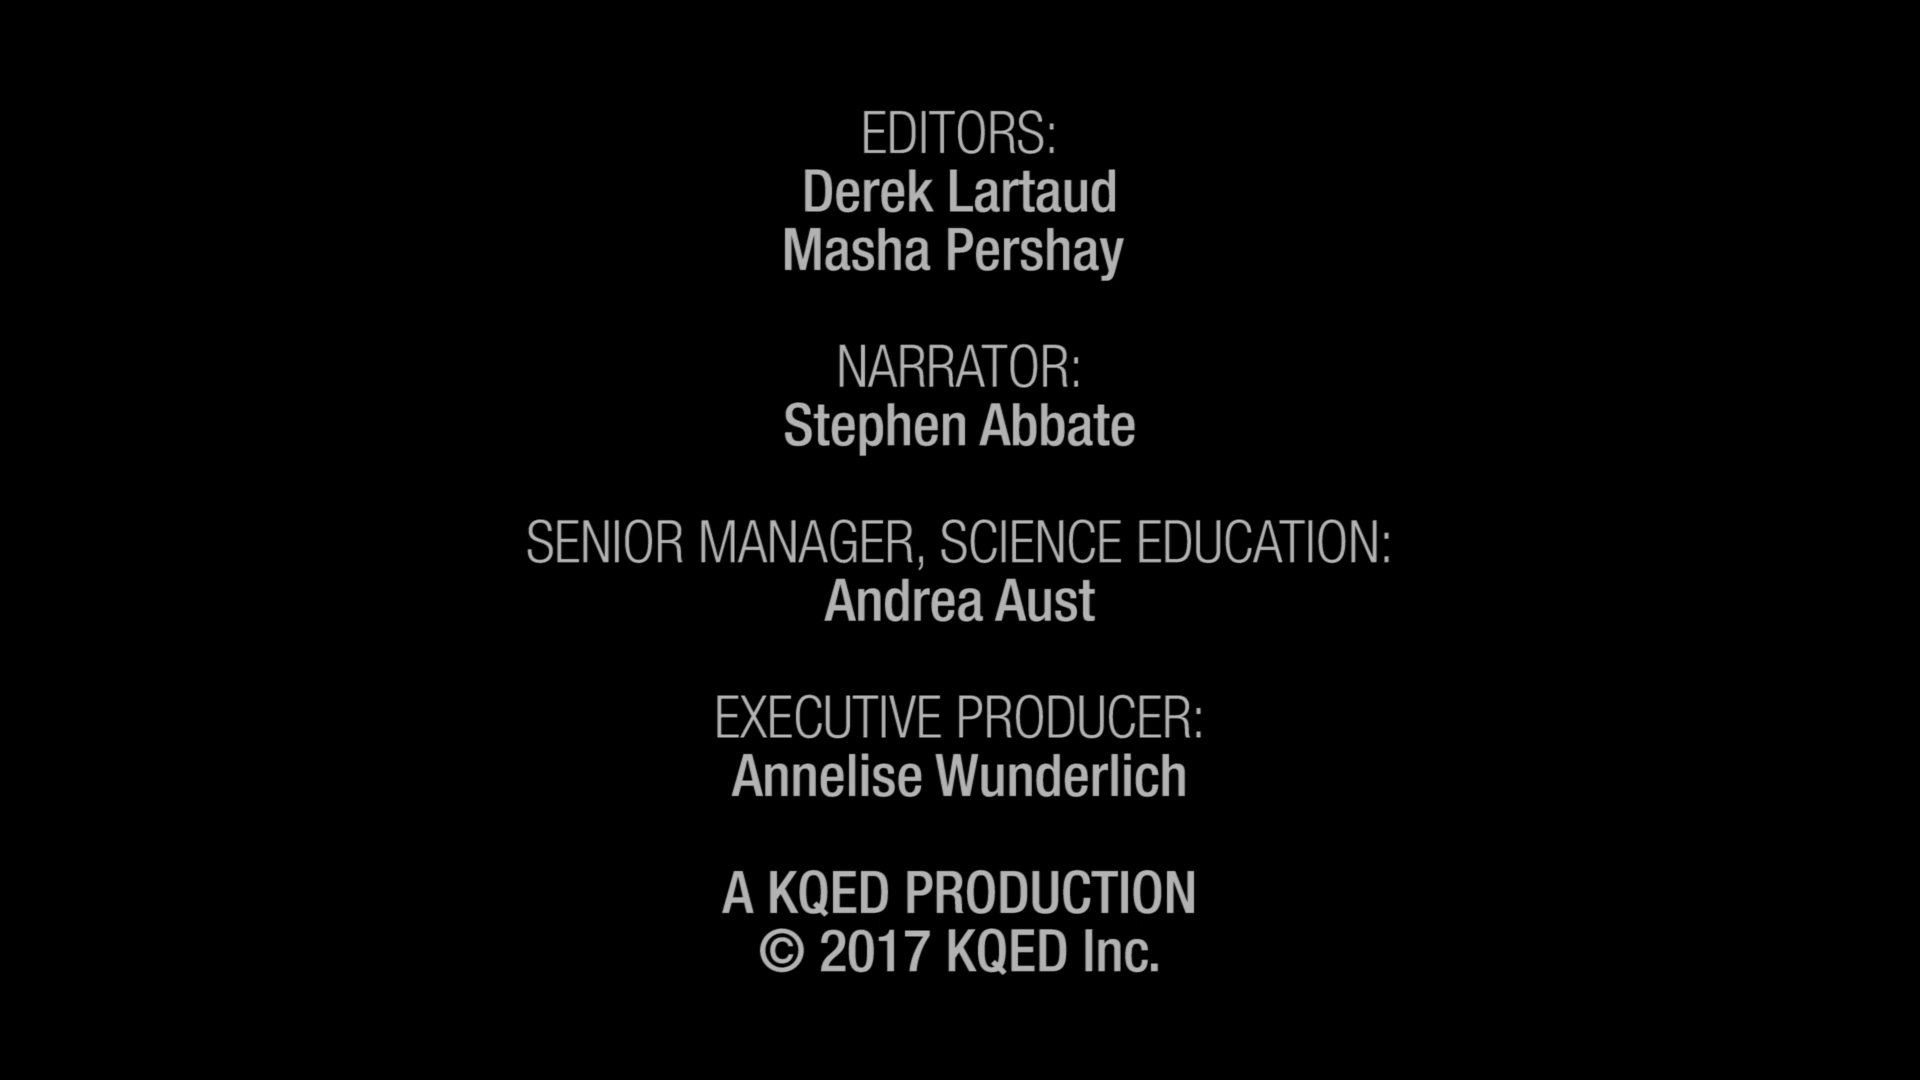 EDITORS:
Derek Lartaud
Masha Pershay
NARRATOR:
Stephen Abbate
SENIOR MANAGER, SCIENCE EDUCATION:
Andrea Aust
EXECUTIVE PRODUCER:
Annelise Wunderlich
A KQED PRODUCTION
© 2017 KQED Inc.